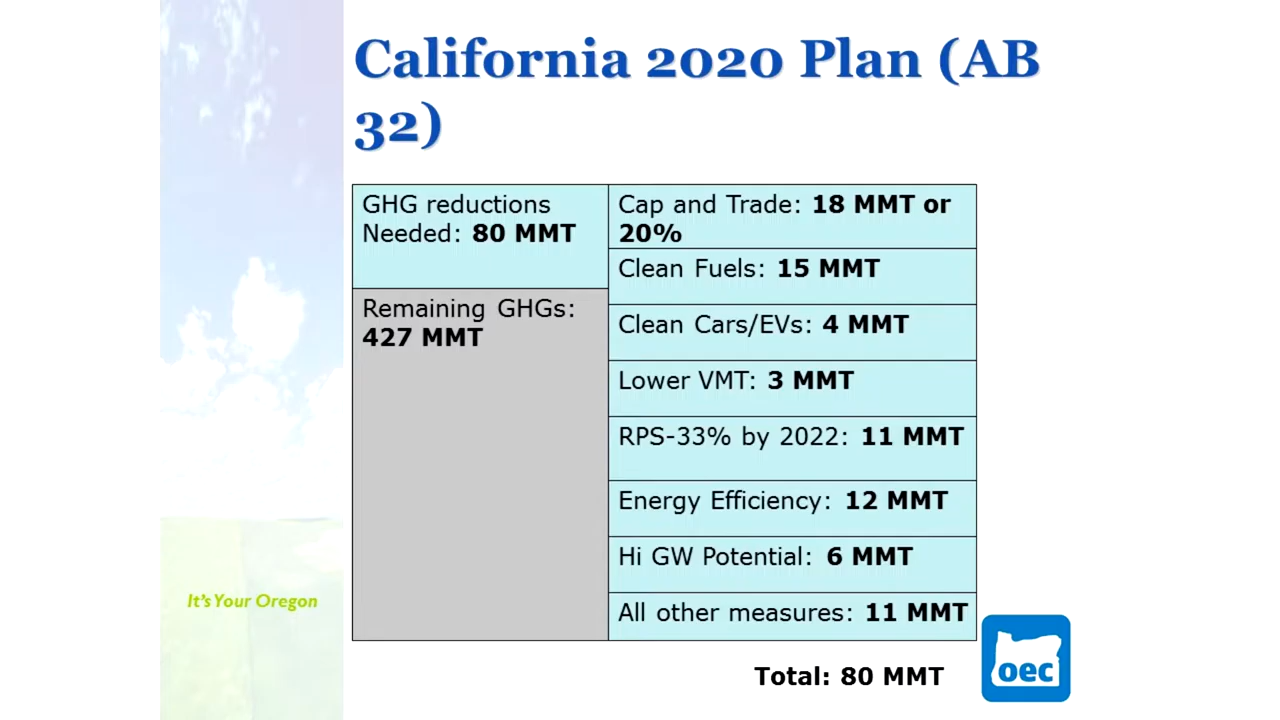 California 2020 Plan (AB
32)
GHG reductions
Needed: 80 MMT
Remaining GHGs:
427 MMT
Cap and Trade: 18 MMT or
20%
Clean Fuels: 15 MMT
Clean Cars/EVs: 4 MMT
Lower VMT: 3 MMT
RPS-33% by 2022: 11 MMT
Energy Efficiency: 12 MMT
Hi GW Potential: 6 MMT
All other measures: 11 MMT
Total: 80 MMT
It's Your Oregon
oec